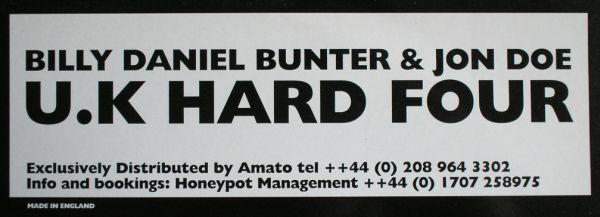 BILLY DANIEL BUNTER & JON DOE
U.K HARD FOUR
Exclusively Distributed by Amato tel ++44 (0) 208 964 3302
Info and bookings: Honeypot Management ++44 (0) 1707 258975
MADE IN ENGLAND